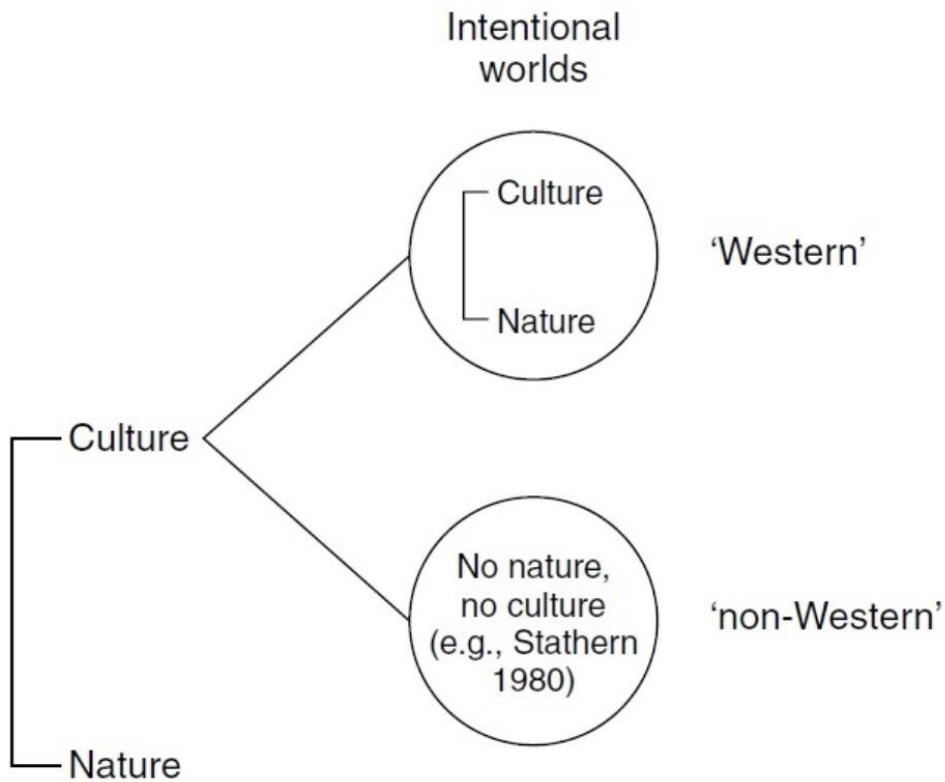 Intentional
worlds
Culture
Nature
‘Western’
Culture
No nature,
no culture
(e.g., Stathern
1980)
‘non-Western’
Nature